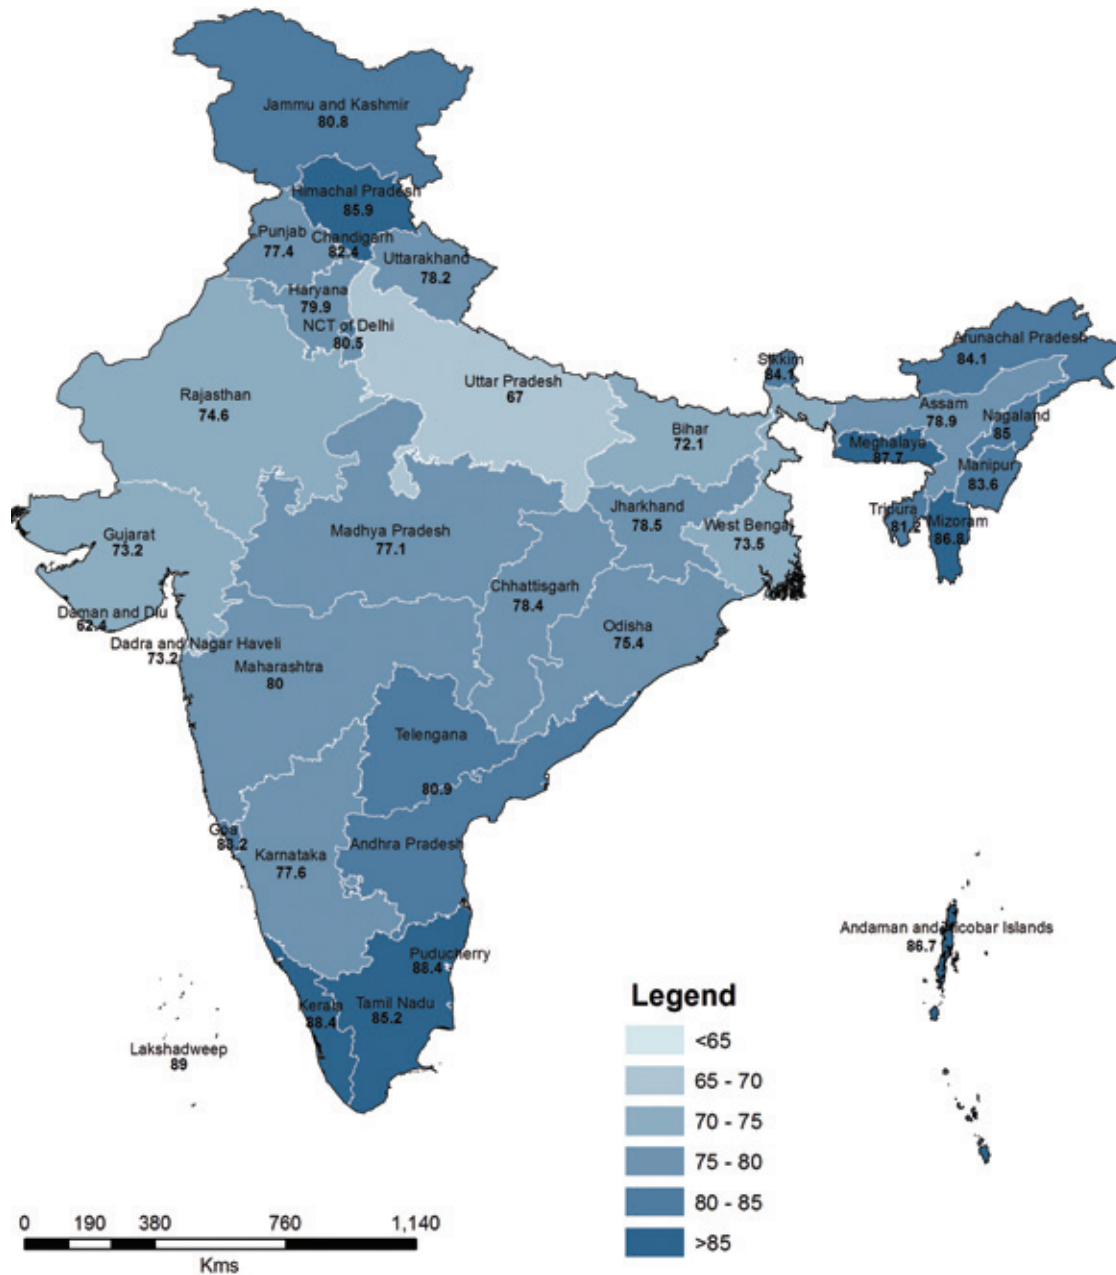 Jammu and Kashmir
80.8
Himachal Pradesh
85.9
Punjab
77.4
Chandigarh
82.4
Uttarakhand
78.2
Haryana
79.9
NCT of Delhi
80.5
Rajasthan
74.6
Uttar Pradesh
67
Bihar
72.1
Sikkim
84.1
Arunachal Pradesh
84.1
Assam
78.9
Nagaland
85
Meghalaya
87.7
Manipur
83.6
Tripura
81.2
Mizoram
86.8
Gujarat
73.2
Madhya Pradesh
77.1
Jharkhand
78.5
West Bengal
73.5
Chhattisgarh
78.4
Odisha
75.4
Daman and Diu
62.4
Dadra and Nagar Haveli
73.2
Maharashtra
80
Telengana
80.9
Andhra Pradesh
Goa
83.2
Karnataka
77.6
Puducherry
88.4
Kerala
88.4
Tamil Nadu
85.2
Lakshadweep
89
Andaman and Nicobar Islands
86.7
Legend
<65
65 - 70
70 - 75
75 - 80
80 - 85
>85
0 190 380 760 1,140
Kms